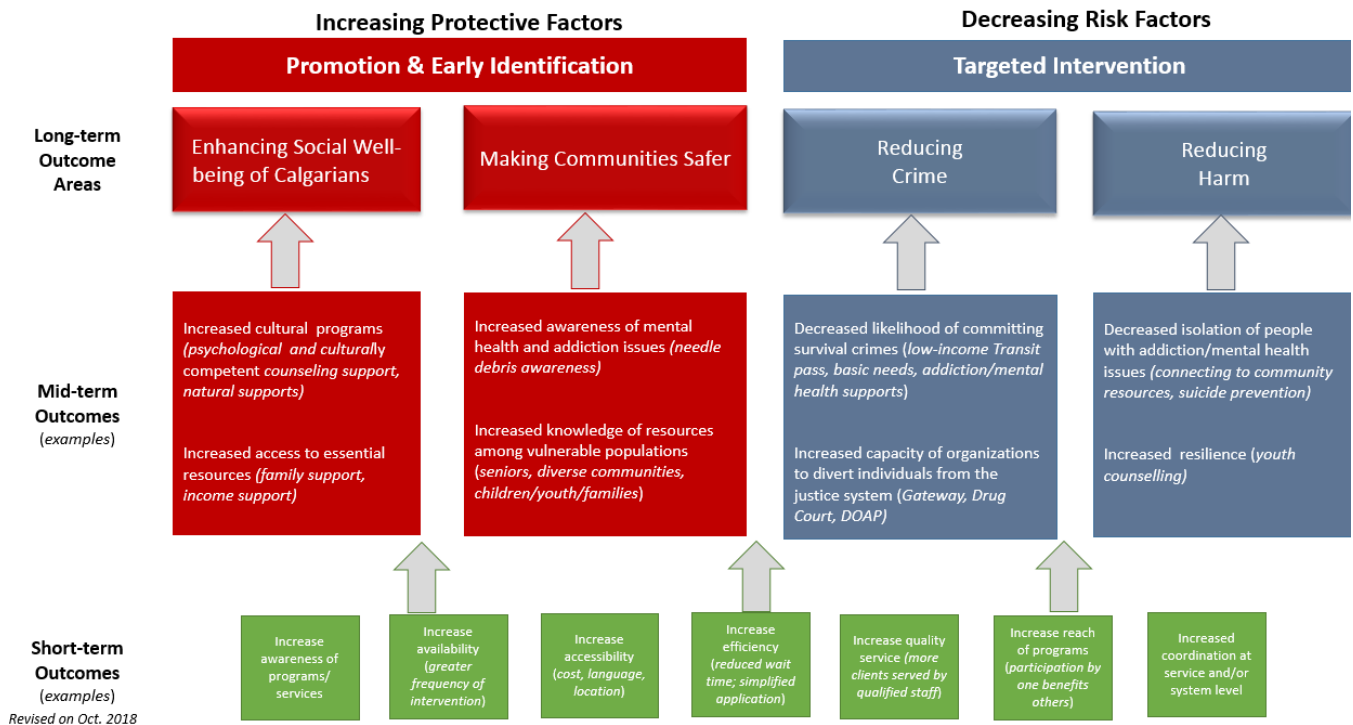 Increasing Protective Factors
Decreasing Risk Factors
Promotion & Early Identification
Targeted Intervention
Long-term
Outcome
Areas
Enhancing Social Well-
being of Calgarians
Making Communities Safer
Reducing
Crime
Reducing
Harm
Mid-term
Outcomes
(examples)
Increased cultural programs
(psychological and culturally
competent counseling support,
natural supports)
Increased access to essential
resources (family support,
income support)
Increased awareness of mental
health and addiction issues (needle
debris awareness)
Increased knowledge of resources
among vulnerable populations
(seniors, diverse communities,
children/youth/families)
Decreased likelihood of committing
survival crimes (low-income Transit
pass, basic needs, addiction/mental
health supports)
Increased capacity of organizations
to divert individuals from the
justice system (Gateway, Drug
Court, DOAP)
Decreased isolation of people
with addiction/mental health
issues (connecting to community
resources, suicide prevention)
Increased resilience (youth
counselling)
Short-term
Outcomes
(examples)
Revised on Oct. 2018
Increase
awareness of
programs/
services
Increase
availability
(greater
frequency of
intervention)
Increase
accessibility
(cost, language,
location)
Increase
efficiency
(reduced wait
time; simplified
application)
Increase quality
service (more
clients served by
qualified staff)
Increase reach
of programs
(participation by
one benefits
others)
Increased
coordination at
service and/or
system level